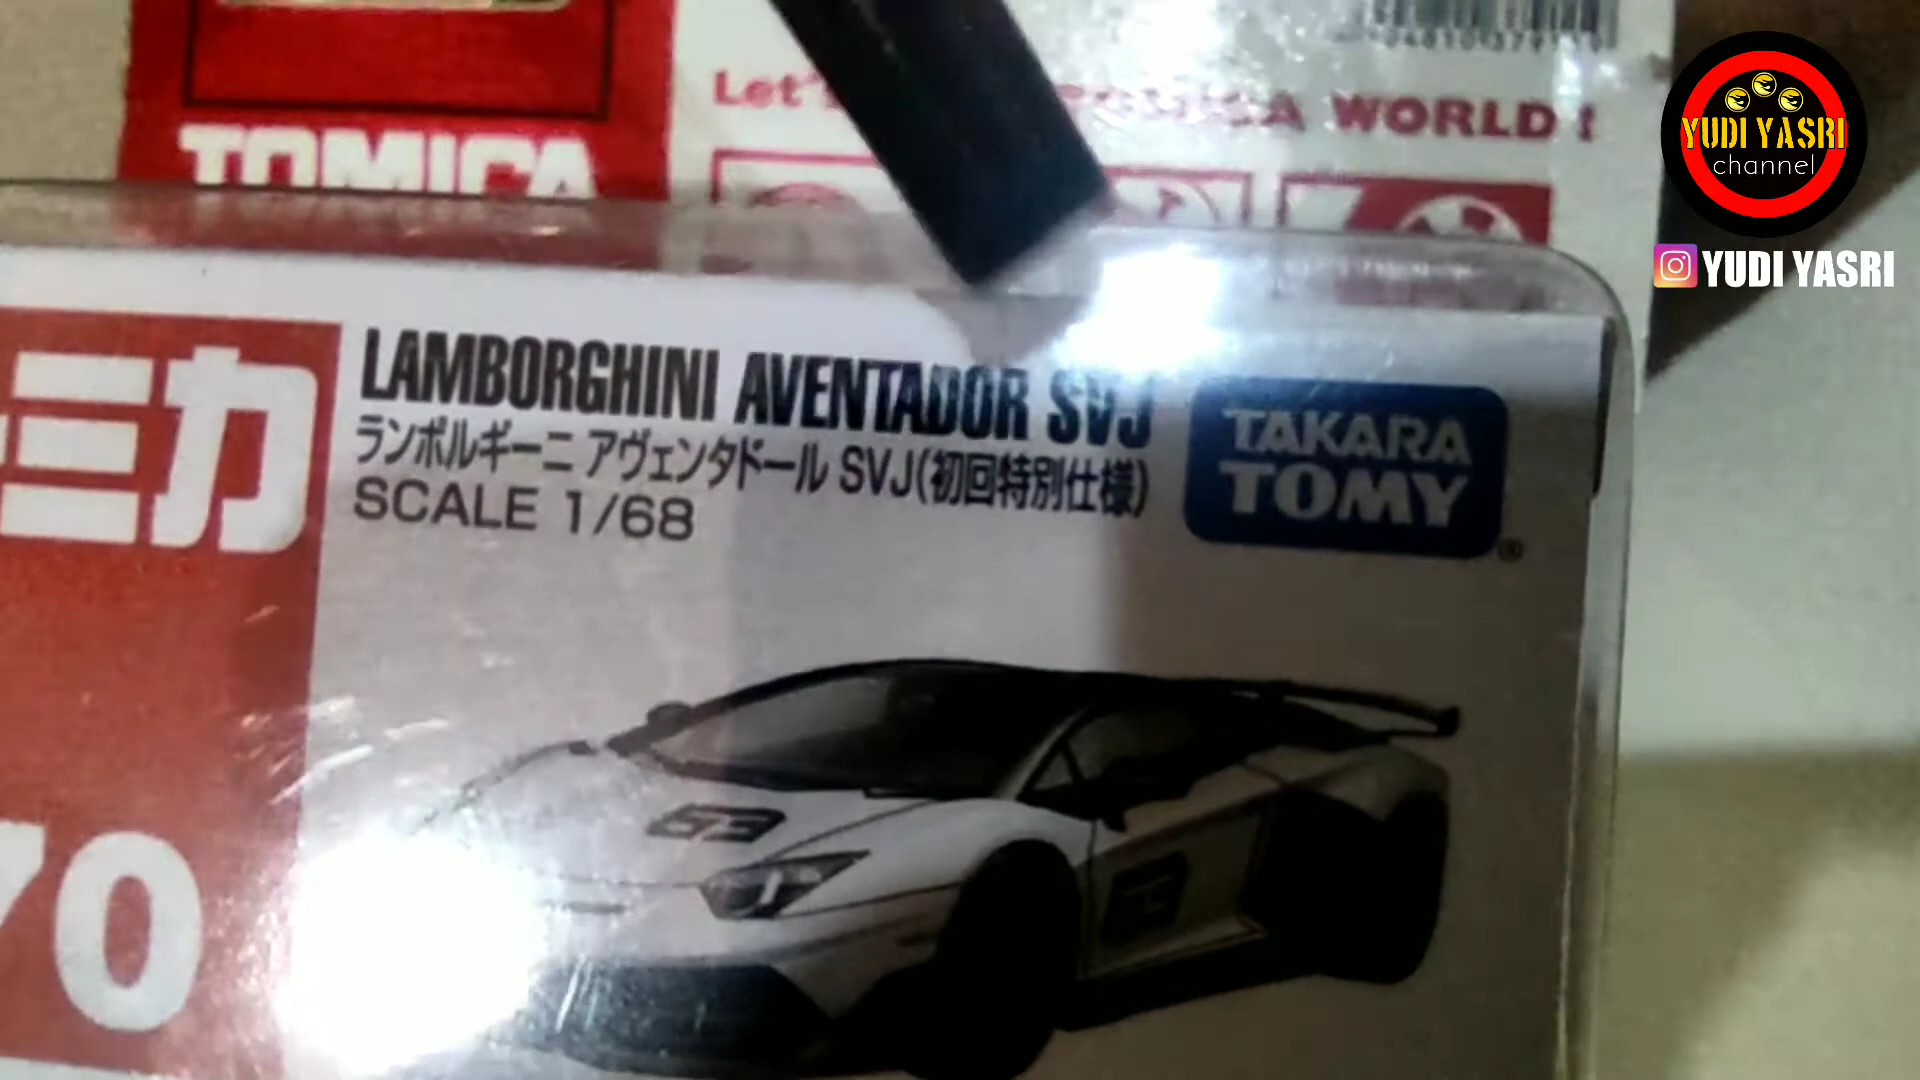 TOMICA
WORLD!
YUDI YASRI
channel
YUDI YASRI
ミカ
LAMBORGHINI AVENTADOR SVJ
ランボルギーニ アヴェンタドール SVJ(初回特別仕様)
SCALE 1/68
TAKARA
TOMY
®
63
63
70